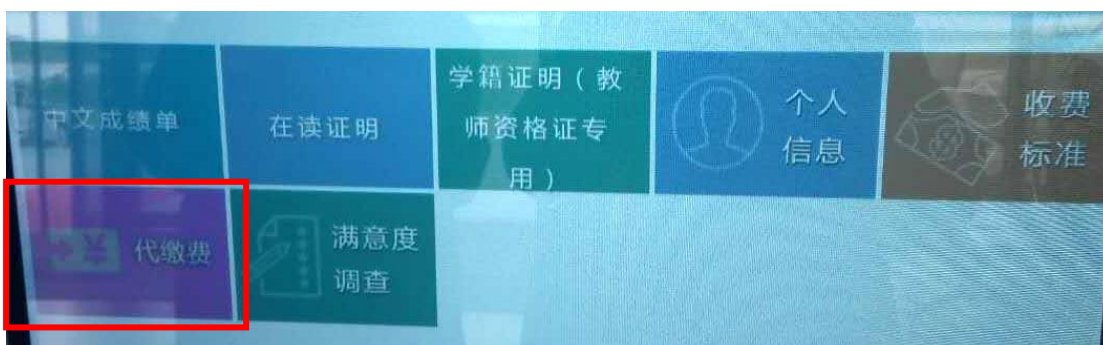 中文成绩单
在读证明
学籍证明（教
师资格证专
用）
个人
信息
收费
标准
代缴费
满意度
调查